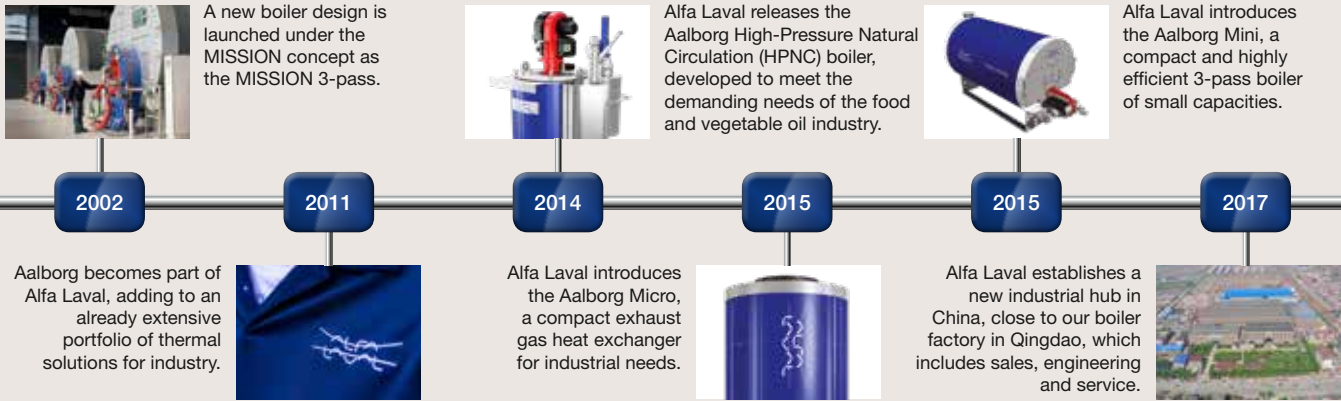 A new boiler design is
launched under the
MISSION concept as
the MISSION 3-pass.
Alfa Laval releases the
Aalborg High-Pressure Natural
Circulation (HPNC) boiler,
developed to meet the
demanding needs of the food
and vegetable oil industry.
Alfa Laval introduces
the Aalborg Mini, a
compact and highly
efficient 3-pass boiler
of small capacities.
2002
2011
2014
2015
2015
2017
Aalborg becomes part of
Alfa Laval, adding to an
already extensive
portfolio of thermal
solutions for industry.
Alfa Laval introduces
the Aalborg Micro,
a compact exhaust
gas heat exchanger
for industrial needs.
Alfa Laval establishes a
new industrial hub in
China, close to our boiler
factory in Qingdao, which
includes sales, engineering
and service.